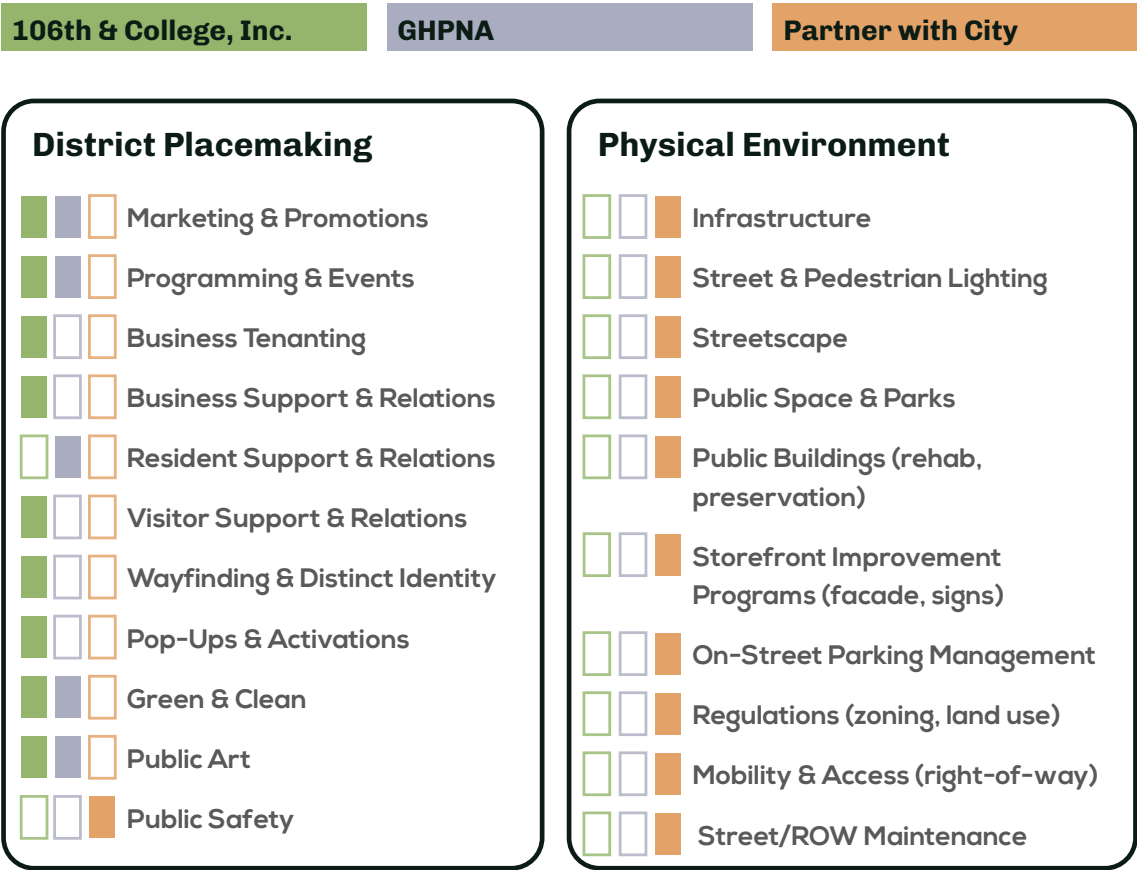 106th & College, Inc.
GHPNA
Partner with City
District Placemaking
Marketing & Promotions
Programming & Events
Business Tenanting
Business Support & Relations
Resident Support & Relations
Visitor Support & Relations
Wayfinding & Distinct Identity
Pop-Ups & Activations
Green & Clean
Public Art
Public Safety
Physical Environment
Infrastructure
Street & Pedestrian Lighting
Streetscape
Public Space & Parks
Public Buildings (rehab,
preservation)
Storefront Improvement
Programs (facade, signs)
On-Street Parking Management
Regulations (zoning, land use)
Mobility & Access (right-of-way)
Street/ROW Maintenance